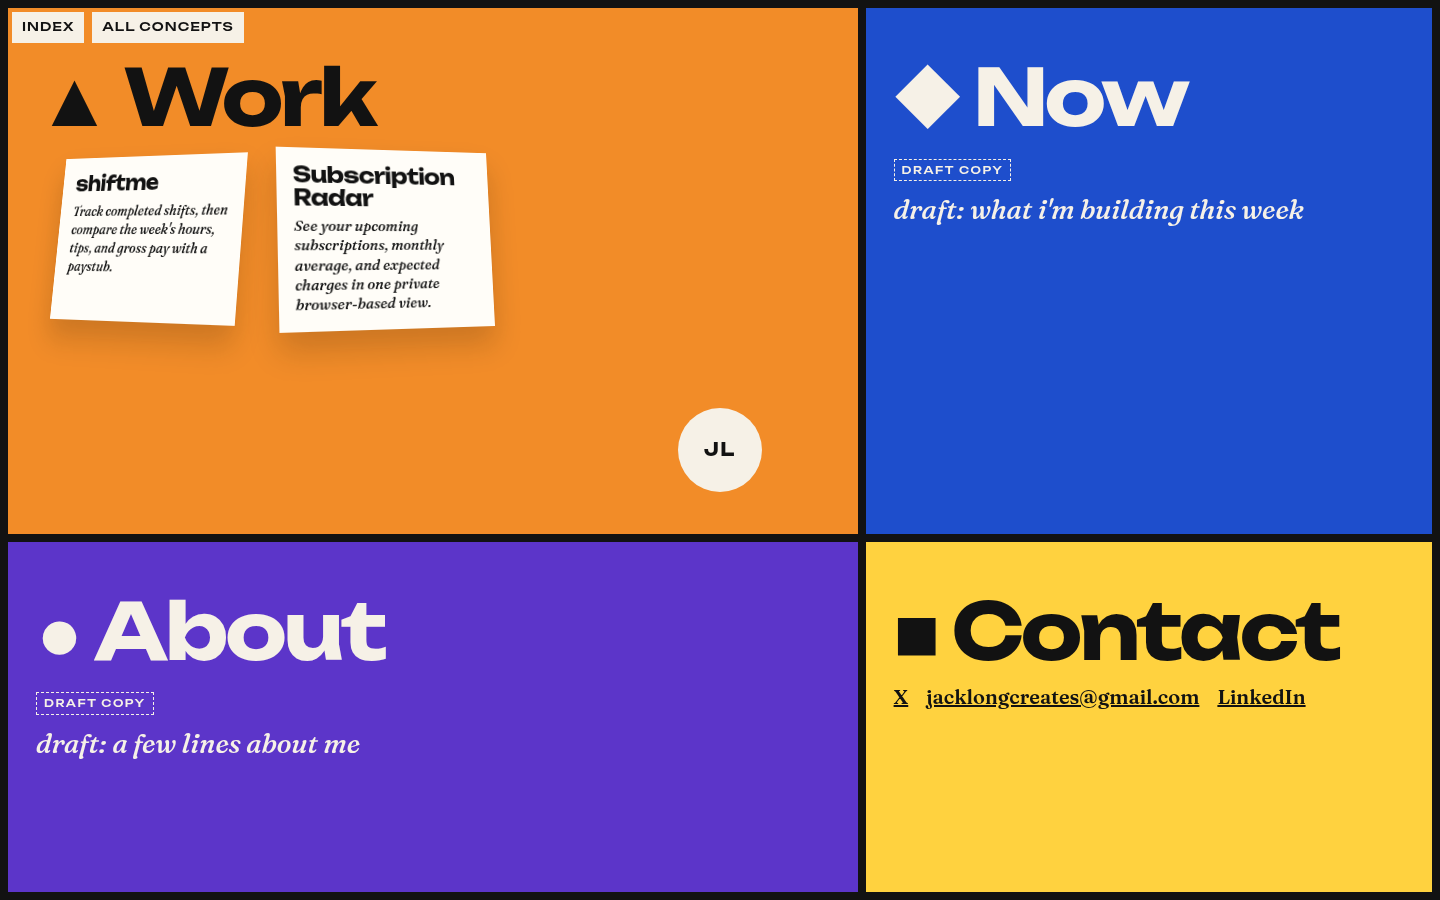 INDEX
ALL CONCEPTS
▲ Work
shiftme
Track completed shifts, then
compare the week's hours,
tips, and gross pay with a
paystub.
Subscription
Radar
See your upcoming
subscriptions, monthly
average, and expected
charges in one private
browser-based view.
JL
◆ Now
DRAFT COPY
draft: what i'm building this week
● About
DRAFT COPY
draft: a few lines about me
■ Contact
X jacklongcreates@gmail.com LinkedIn